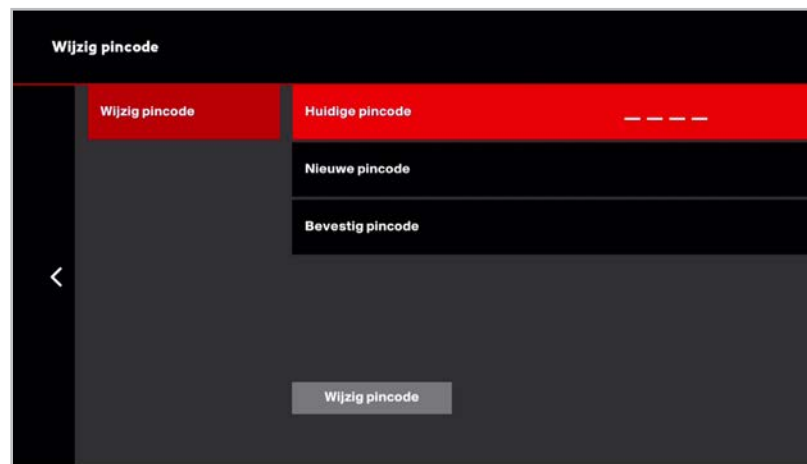 Wijzig pincode
Wijzig pincode
Huidige pincode _ _ _ _
Nieuwe pincode
Bevestig pincode
Wijzig pincode